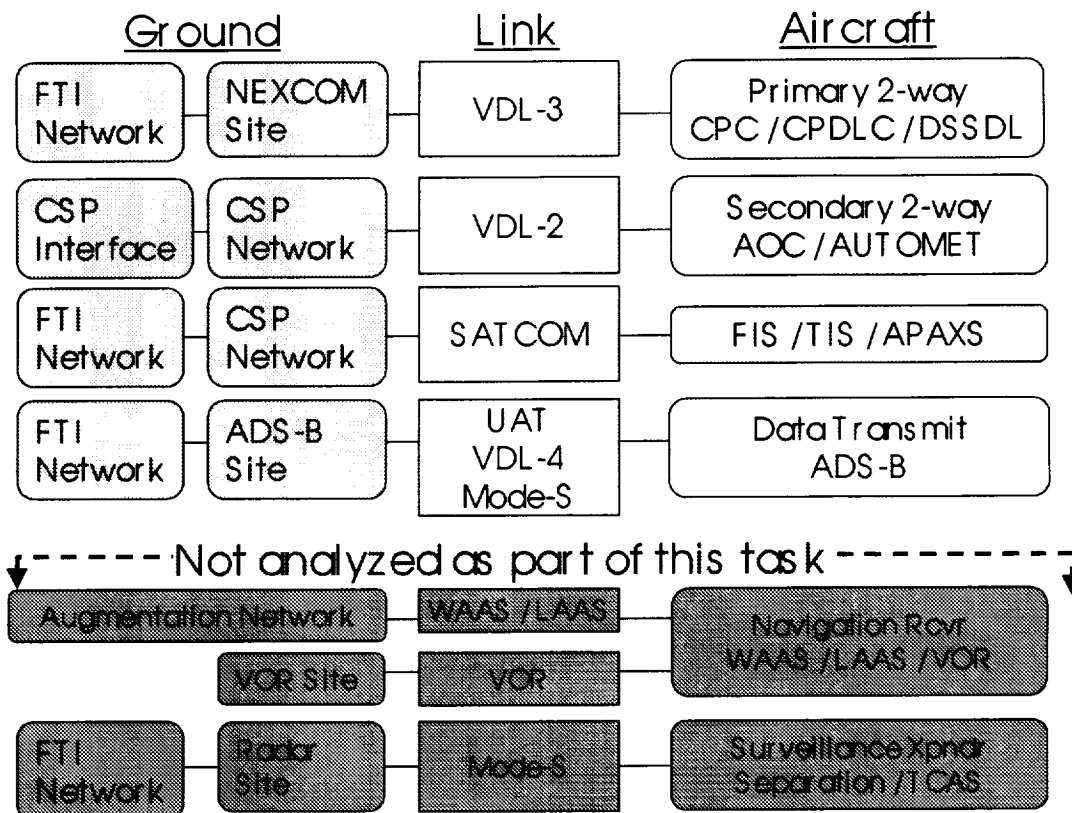 Ground Link Aircraft
FTI NEXCOM VDL-3 Primary 2-way
Network Site CPC / CPDLC / DSSDL
CSP CSP VDL-2 Secondary 2-way
Interface Network AOC / AUTOMET
FTI CSP SATCOM FIS / TIS / APAXS
Network Network
FTI ADS-B UAT Data Transmit
Network Site VDL-4 ADS-B
Mode-S
Not analyzed as part of this task
Augmentation Network WAAS / LAAS Navigation Rcvr
VOR Site VOR WAAS / LAAS / VOR
FTI Radar Mode-S Surveillance Xpndr
Network Site Separation / TCAS